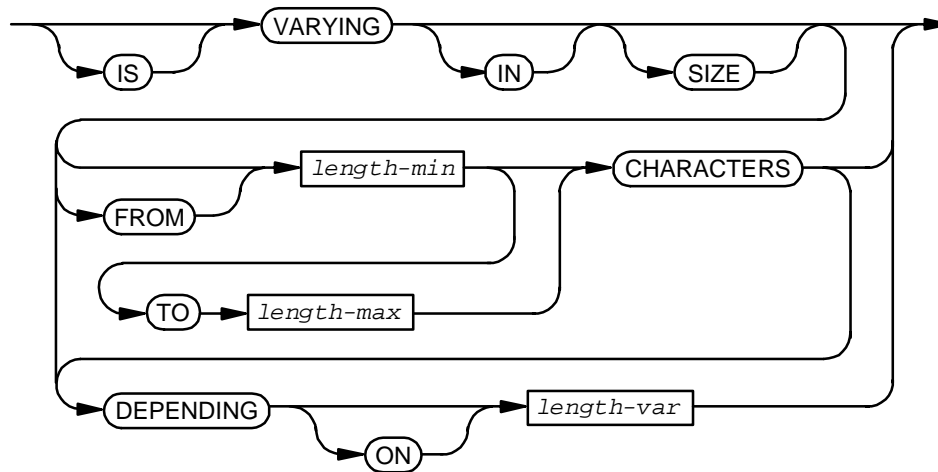 VARYING
IS IN SIZE
length-min CHARACTERS
FROM
TO length-max
DEPENDING length-var
ON